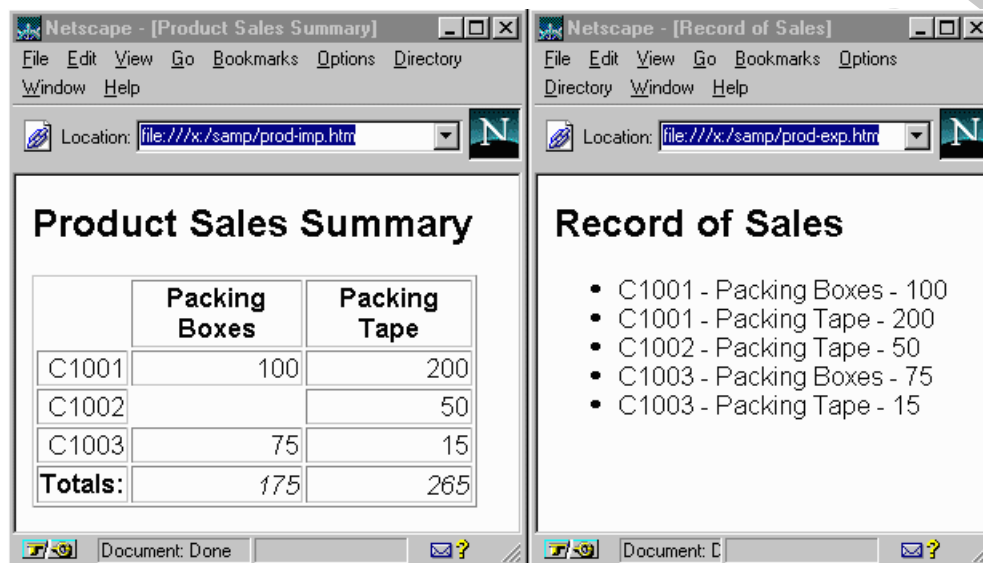 Netscape - [Product Sales Summary]
File Edit View Go Bookmarks Options Directory
Window Help
Location: file:///x:/samp/prod-imp.htm
N
Product Sales Summary
Packing Boxes Packing Tape
C1001 100 200
C1002 50
C1003 75 15
Totals: 175 265
Document: Done
?
Netscape - [Record of Sales]
File Edit View Go Bookmarks Options
Directory Window Help
Location: file:///x:/samp/prod-exp.htm
N
Record of Sales
• C1001 - Packing Boxes - 100
• C1001 - Packing Tape - 200
• C1002 - Packing Tape - 50
• C1003 - Packing Boxes - 75
• C1003 - Packing Tape - 15
Document: D
?